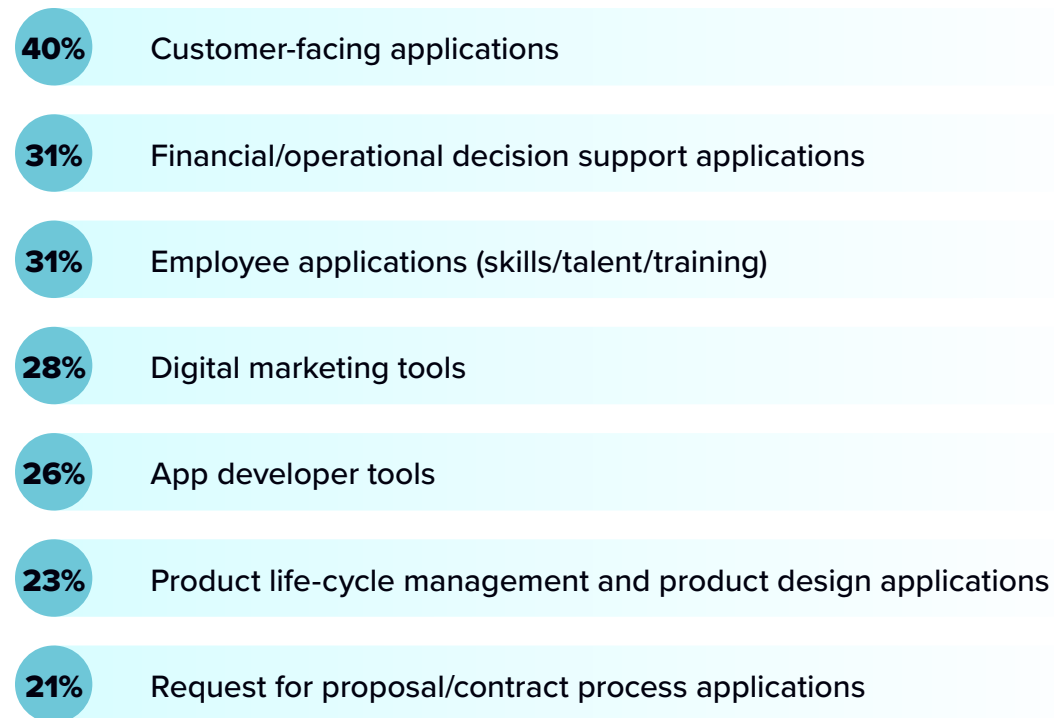 40% Customer-facing applications
31% Financial/operational decision support applications
31% Employee applications (skills/talent/training)
28% Digital marketing tools
26% App developer tools
23% Product life-cycle management and product design applications
21% Request for proposal/contract process applications